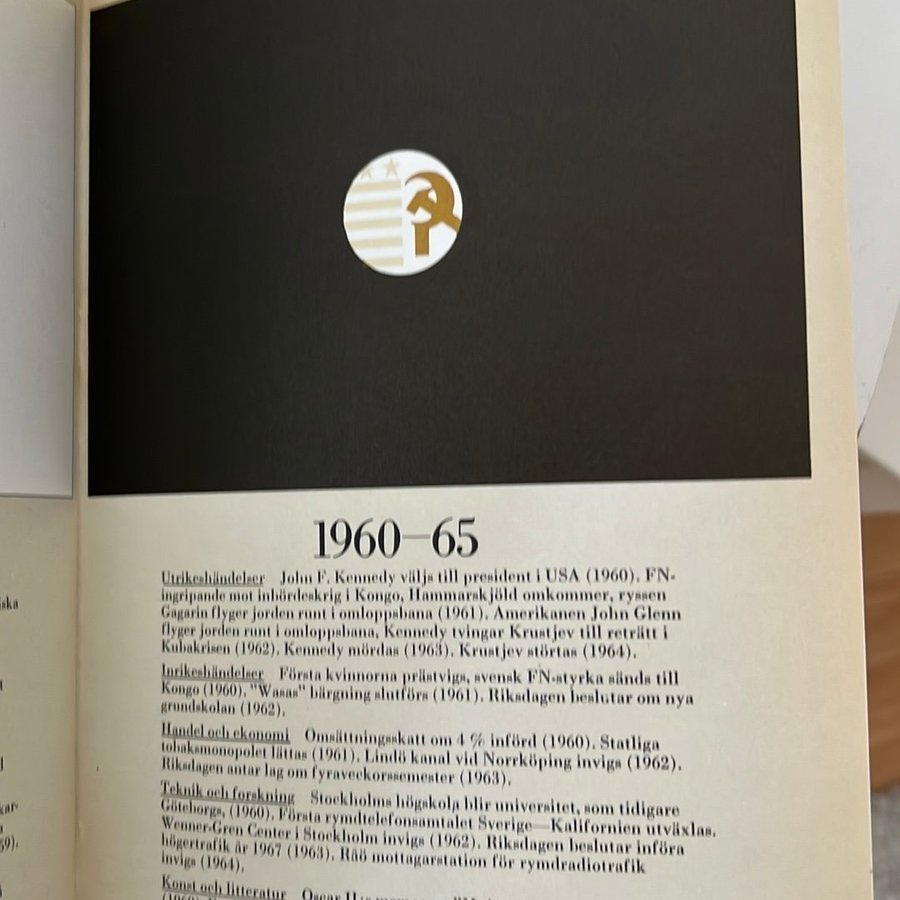 1960—65
Utrikeshändelser John F. Kennedy väljs till president i USA (1960). FN-
ingripande mot inbördeskrig i Kongo, Hammarskjöld omkommer, ryssen
Gagarin flyger jorden runt i omloppsbana (1961). Amerikanen John Glenn
flyger jorden runt i omloppsbana, Kennedy tvingar Krustjev till reträtt i
Kubakrisen (1962). Kennedy mördas (1963). Krustjev störtas (1964).
Inrikeshändelser Första kvinnorna prästvigs, svensk FN-styrka sänds till
Kongo (1960). "Wasas" bärgning slutförs (1961). Riksdagen beslutar om nya
grundskolan (1962).
Handel och ekonomi Omsättningsskatt om 4 % införd (1960). Statliga
tobaksmonopolet lättas (1961). Lindö kanal vid Norrköping invigs (1962).
Riksdagen antar lag om fyraveckorssemester (1963).
Teknik och forskning Stockholms högskola blir universitet, som tidigare
Göteborgs, (1960). Första rymdtelefonsamtalet Sverige—Kalifornien utväxlas,
Wenner-Gren Center i Stockholm invigs (1962). Riksdagen beslutar införa
högertrafik år 1967 (1963). Råö mottagarstation för rymdradiotrafik
invigs (1964).
Konst och litteratur Oscar